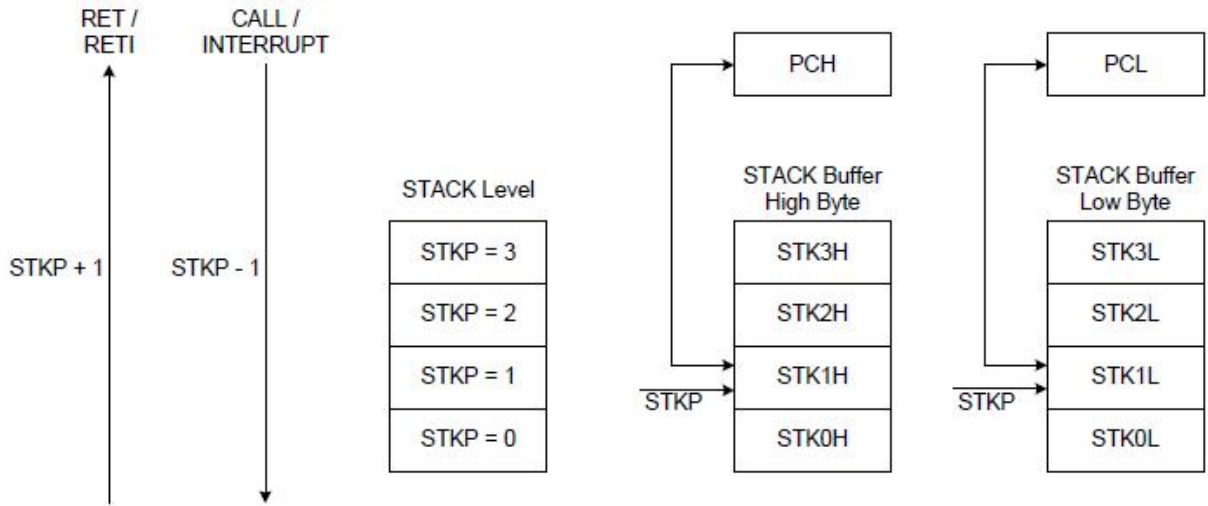 RET /
RETI
CALL /
INTERRUPT
PCH
PCL
STACK Level
STACK Buffer
High Byte
STACK Buffer
Low Byte
STKP + 1
STKP - 1
STKP = 3
STKP = 2
STKP = 1
STKP = 0
STK3H
STK2H
STK1H
STK0H
STKP
STK3L
STK2L
STK1L
STK0L
STKP